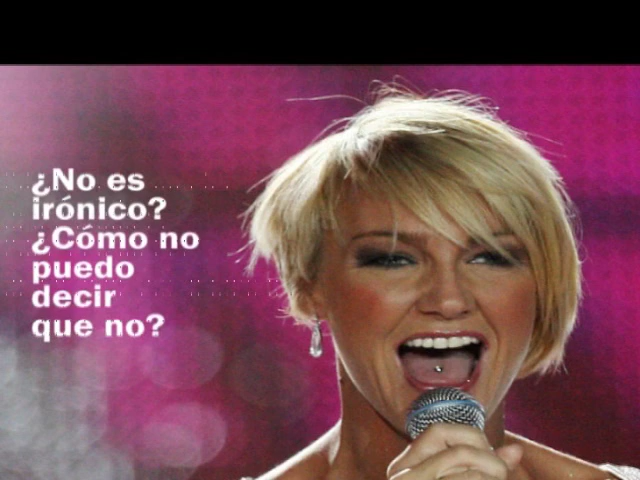 ¿No es
irónico?
¿Cómo no
puedo
decir
que no?